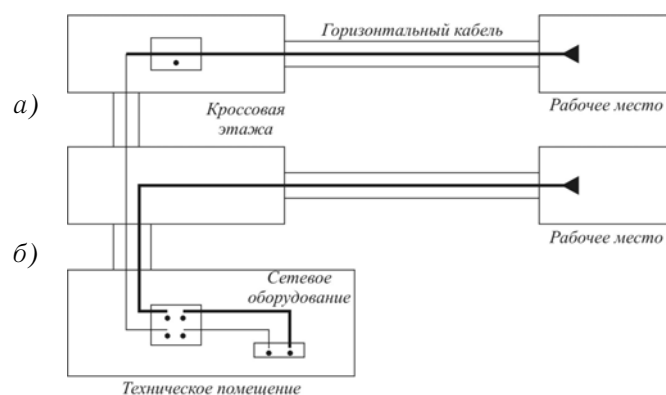 Горизонтальный кабель
а)
Кроссовая
этажа
Рабочее место
б)
Рабочее место
Сетевое
оборудование
Техническое помещение